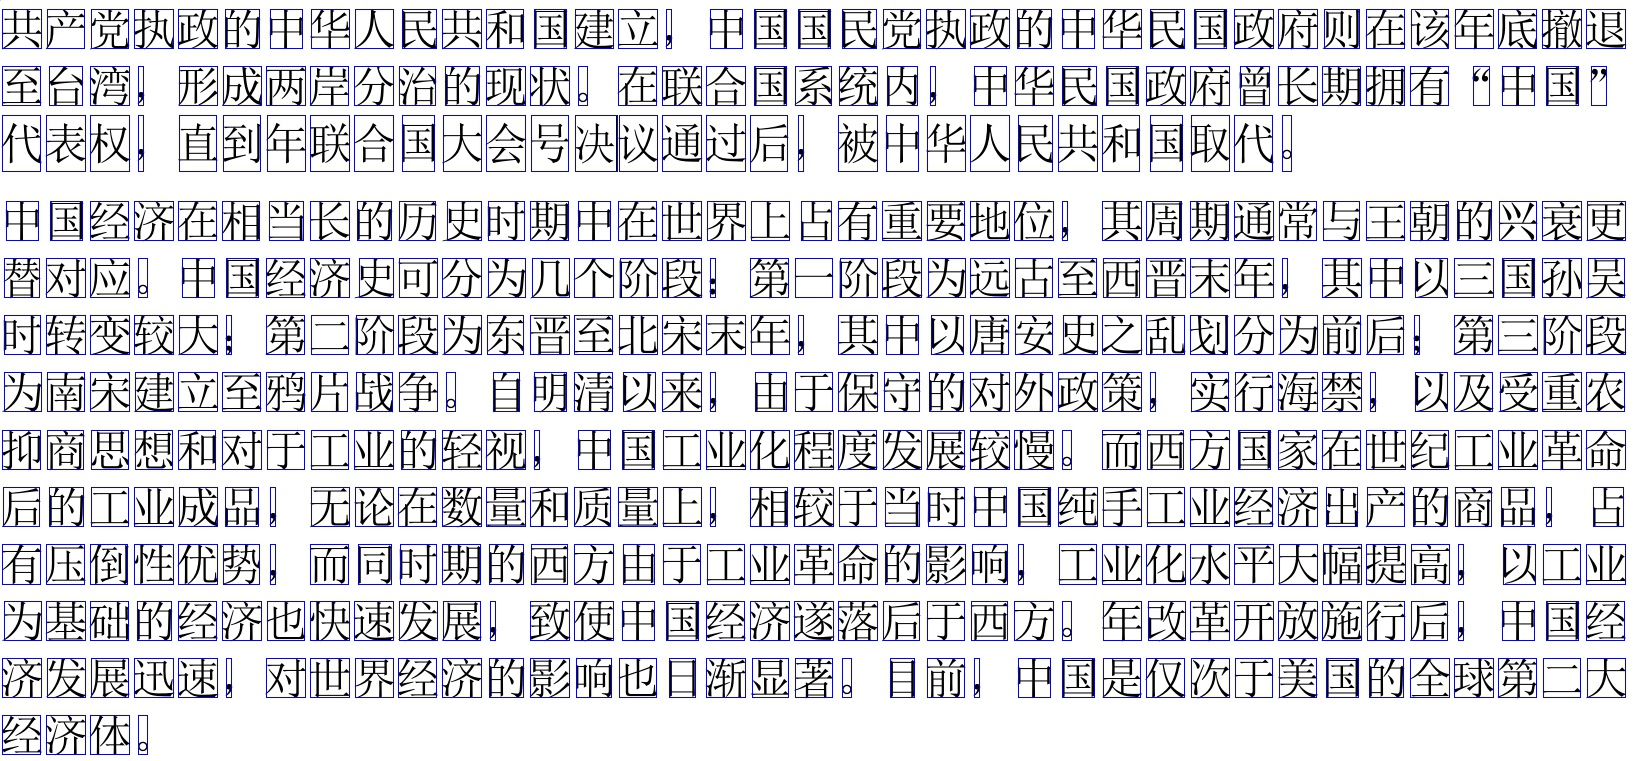 共产党执政的中华人民共和国建立，中国国民党执政的中华民国政府则在该年底撤退
至台湾，形成两岸分治的现状。在联合国系统内，中华民国政府曾长期拥有“中国”
代表权，直到年联合国大会号决议通过后，被中华人民共和国取代。
中国经济在相当长的历史时期中在世界上占有重要地位，其周期通常与王朝的兴衰更
替对应。中国经济史可分为几个阶段：第一阶段为远古至西晋末年，其中以三国孙吴
时转变较大；第二阶段为东晋至北宋末年，其中以唐安史之乱划分为前后；第三阶段
为南宋建立至鸦片战争。自明清以来，由于保守的对外政策，实行海禁，以及受重农
抑商思想和对于工业的轻视，中国工业化程度发展较慢。而西方国家在世纪工业革命
后的工业成品，无论在数量和质量上，相较于当时中国纯手工业经济出产的商品，占
有压倒性优势，而同时期的西方由于工业革命的影响，工业化水平大幅提高，以工业
为基础的经济也快速发展，致使中国经济遂落后于西方。年改革开放施行后，中国经
济发展迅速，对世界经济的影响也日渐显著。目前，中国是仅次于美国的全球第二大
经济体。